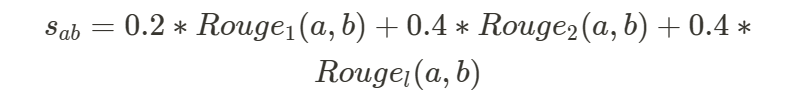 s_{ab} = 0.2 * Rouge_1(a, b) + 0.4 * Rouge_2(a, b) + 0.4 *
Rouge_l(a, b)